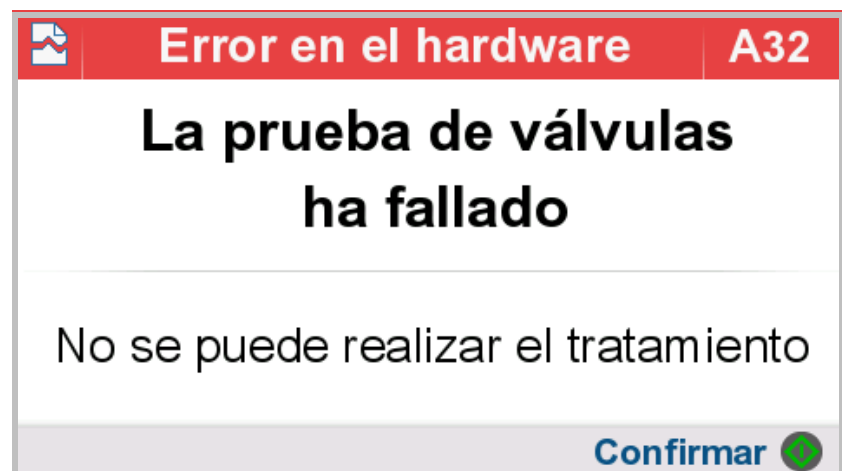 Error en el hardware A32
La prueba de válvulas
ha fallado
No se puede realizar el tratamiento
Confirmar